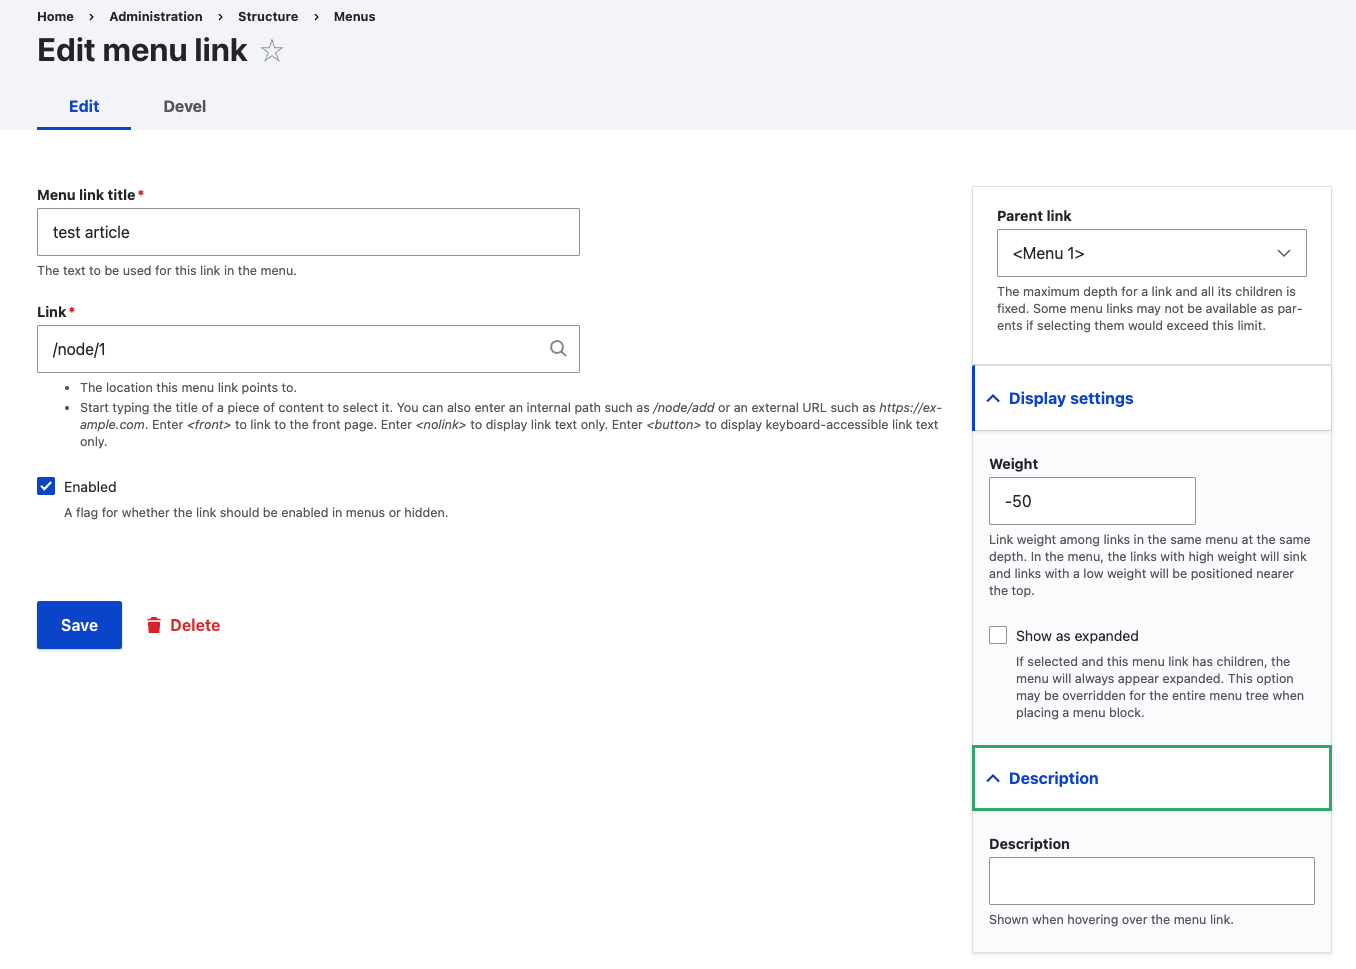 Home › Administration › Structure › Menus
Edit menu link
Edit Devel
Menu link title*
test article
The text to be used for this link in the menu.
Link*
/node/1
• The location this menu link points to.
• Start typing the title of a piece of content to select it. You can also enter an internal path such as /node/add or an external URL such as https://ex-
ample.com. Enter <front> to link to the front page. Enter <nolink> to display link text only. Enter <button> to display keyboard-accessible link text
only.
Enabled
A flag for whether the link should be enabled in menus or hidden.
Save Delete
Parent link
<Menu 1>
The maximum depth for a link and all its children is
fixed. Some menu links may not be available as par-
ents if selecting them would exceed this limit.
Display settings
Weight
-50
Link weight among links in the same menu at the same
depth. In the menu, the links with high weight will sink
and links with a low weight will be positioned nearer
the top.
Show as expanded
If selected and this menu link has children, the
menu will always appear expanded. This option
may be overridden for the entire menu tree when
placing a menu block.
Description
Description
Shown when hovering over the menu link.